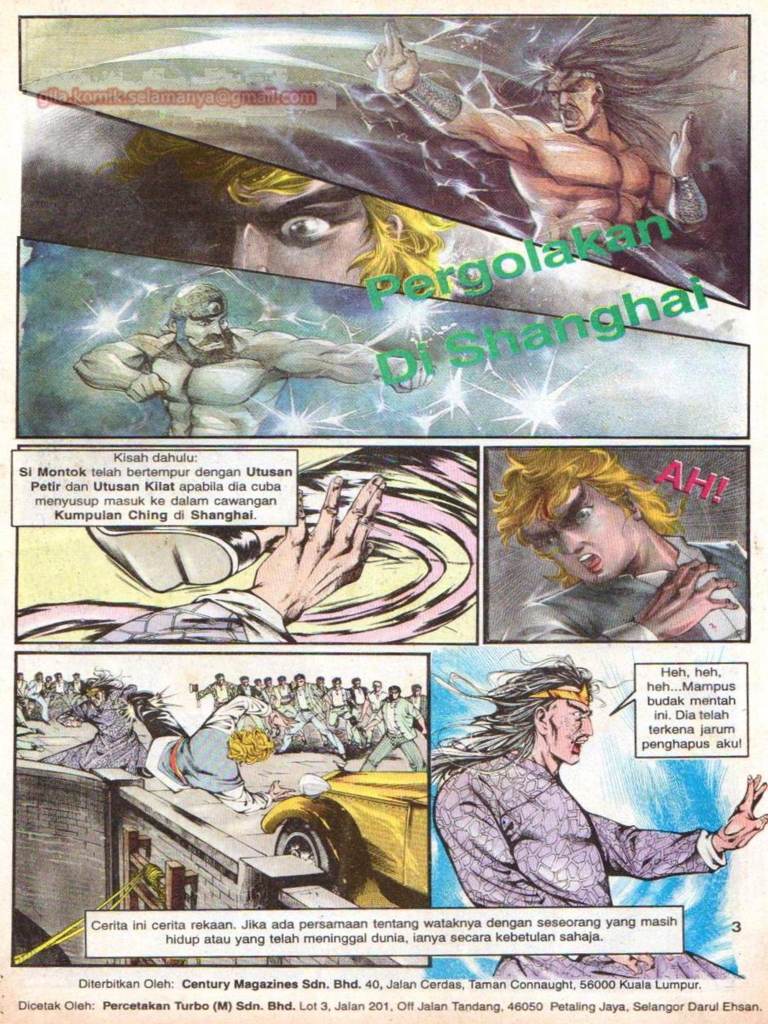 gila.komik.selamanya@gmail.com
Pergolakan
Di Shanghai
Kisah dahulu:
Si Montok telah bertempur dengan Utusan
Petir dan Utusan Kilat apabila dia cuba
menyusup masuk ke dalam cawangan
Kumpulan Ching di Shanghai.
AH!
Heh, heh,
heh...Mampus
budak mentah
ini. Dia telah
terkena jarum
penghapus aku!
Cerita ini cerita rekaan. Jika ada persamaan tentang wataknya dengan seseorang yang masih
hidup atau yang telah meninggal dunia, ianya secara kebetulan sahaja.
3
Diterbitkan Oleh: Century Magazines Sdn. Bhd. 40, Jalan Cerdas, Taman Connaught, 56000 Kuala Lumpur.
Dicetak Oleh: Percetakan Turbo (M) Sdn. Bhd. Lot 3, Jalan 201, Off Jalan Tandang, 46050 Petaling Jaya, Selangor Darul Ehsan.